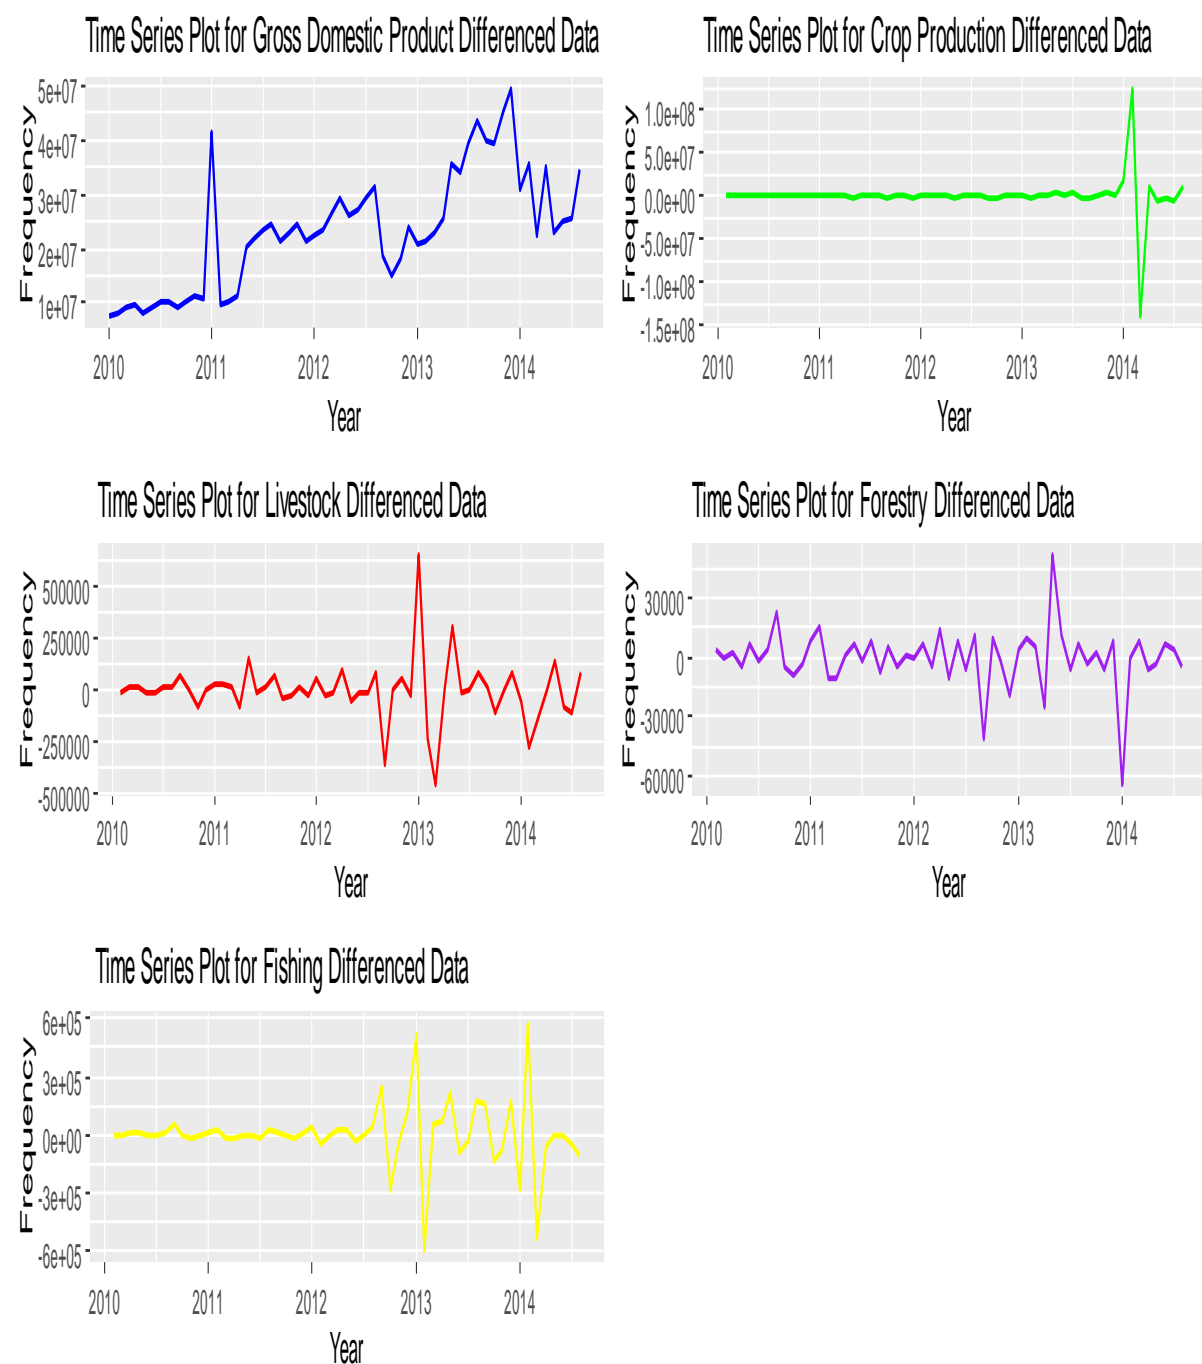 Time Series Plot for Gross Domestic Product Differenced Data
Frequency
5e+07
4e+07
3e+07
2e+07
1e+07
2010 2011 2012 2013 2014
Year
Time Series Plot for Crop Production Differenced Data
Frequency
1.0e+08
5.0e+07
0.0e+00
-5.0e+07
-1.0e+08
-1.5e+08
2010 2011 2012 2013 2014
Year
Time Series Plot for Livestock Differenced Data
Frequency
500000
250000
0
-250000
-500000
2010 2011 2012 2013 2014
Year
Time Series Plot for Forestry Differenced Data
Frequency
30000
0
-30000
-60000
2010 2011 2012 2013 2014
Year
Time Series Plot for Fishing Differenced Data
Frequency
6e+05
3e+05
0e+00
-3e+05
-6e+05
2010 2011 2012 2013 2014
Year